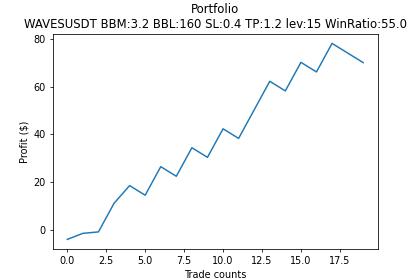 Portfolio
WAVESUSDT BBM:3.2 BBL:160 SL:0.4 TP:1.2 lev:15 WinRatio:55.0
80
60
40
20
0
Profit ($)
0.0 2.5 5.0 7.5 10.0 12.5 15.0 17.5
Trade counts